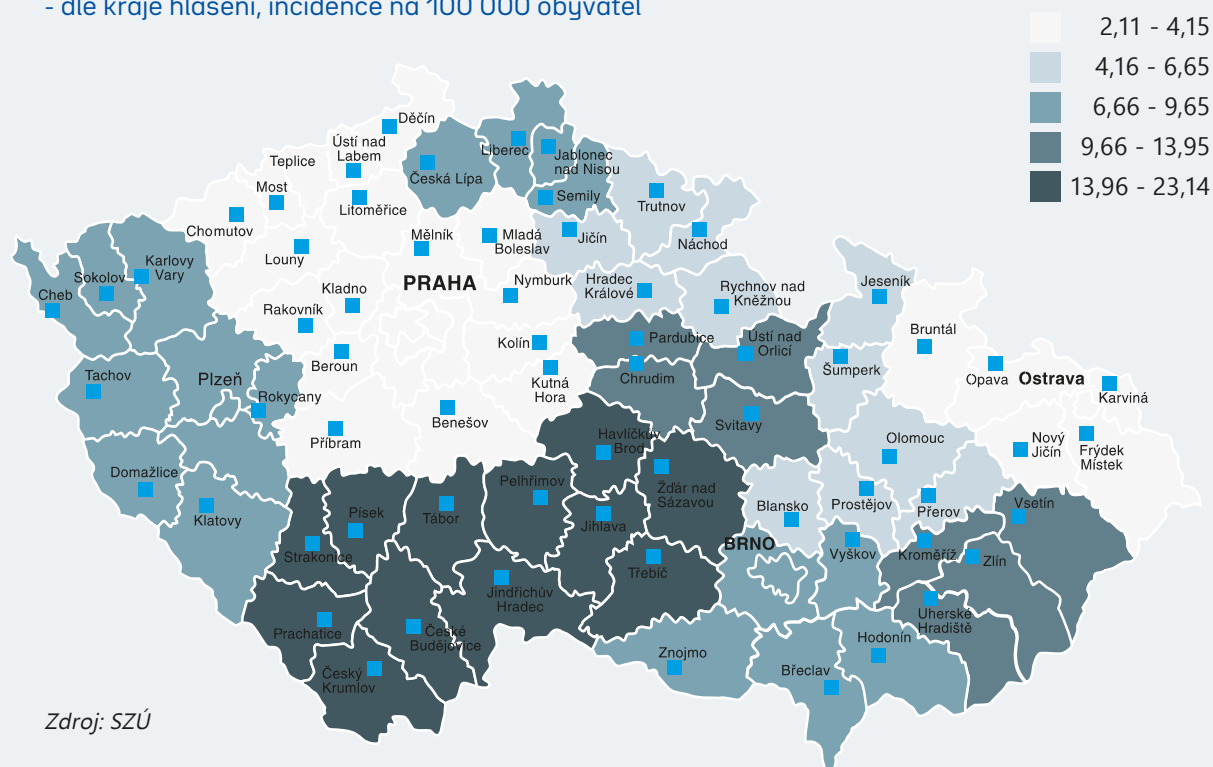 - dle kraje hlášení, incidence na 100 000 obyvatel
2,11 - 4,15
4,16 - 6,65
6,66 - 9,65
9,66 - 13,95
13,96 - 23,14
Děčín
Ústí nad
Labem
Teplice
Liberec
Jablonec
nad Nisou
Česká Lípa
Most
Semily
Litoměřice
Trutnov
Chomutov
Mělník
Mladá
Boleslav
Jičín
Náchod
Louny
Karlovy
Vary
Sokolov
PRAHA
Nymburk
Hradec
Králové
Rychnov nad
Kněžnou
Jeseník
Cheb
Kladno
Rakovník
Bruntál
Kolín
Pardubice
Ústí nad
Orlicí
Beroun
Šumperk
Tachov
Plzeň
Kutná
Hora
Chrudim
Opava
Ostrava
Rokycany
Karviná
Benešov
Svitavy
Příbram
Havlíčkův
Brod
Olomouc
Nový
Jičín
Frýdek
Místek
Domažlice
Pelhřimov
Žďár nad
Sázavou
Klatovy
Písek
Tábor
Jihlava
Blansko
Prostějov
Přerov
Vsetín
Strakonice
BRNO
Vyškov
Kroměříž
Zlín
Třebíč
Jindřichův
Hradec
Prachatice
České
Budějovice
Uherské
Hradiště
Hodonín
Znojmo
Břeclav
Český
Krumlov
Zdroj: SZÚ